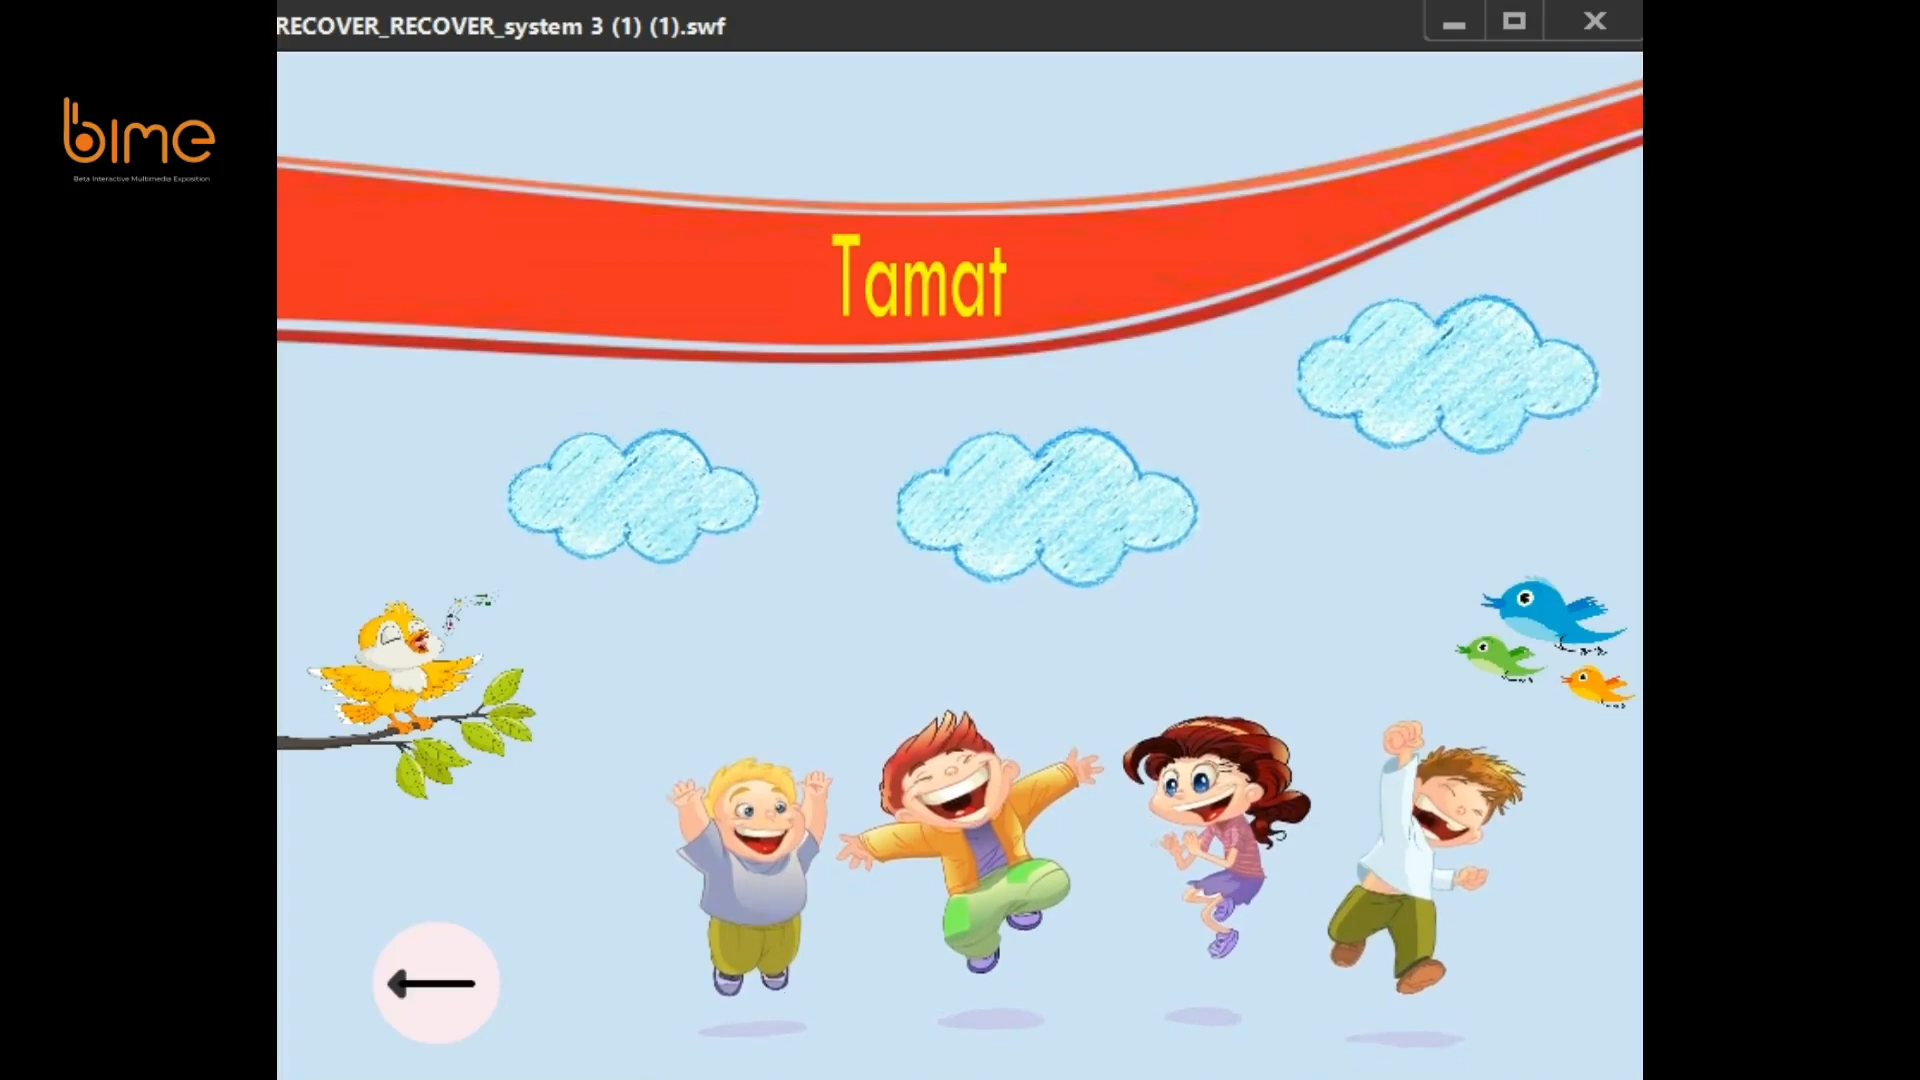 RECOVER_RECOVER_system 3 (1) (1).swf
bime
Beta Interactive Multimedia Exposition
Tamat